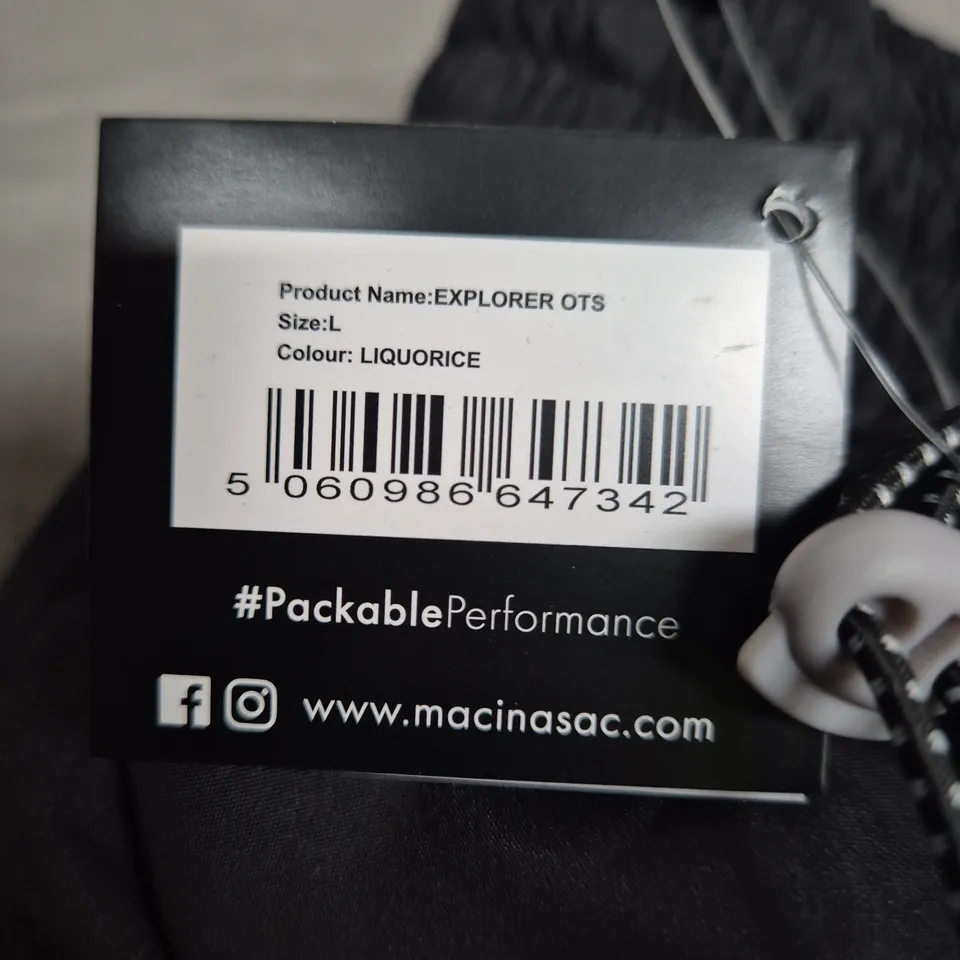 Product Name:EXPLORER OTS
Size:L
Colour: LIQUORICE
5 060986 647342
#PackablePerformance
www.macinasac.com